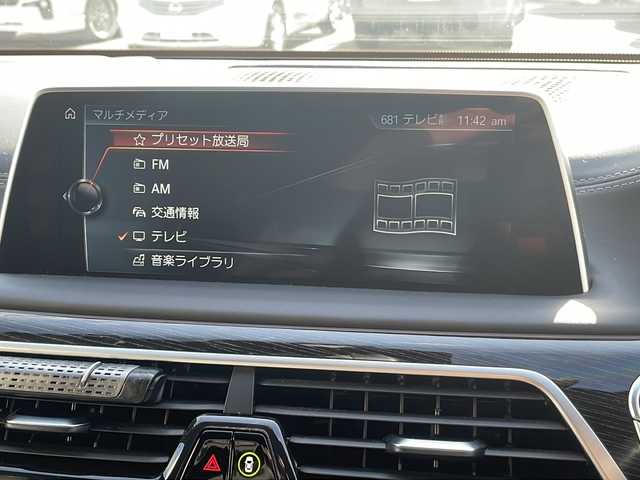 マルチメディア
681 テレビ 11:42 am
プリセット放送局
FM
AM
交通情報
テレビ
音楽ライブラリ